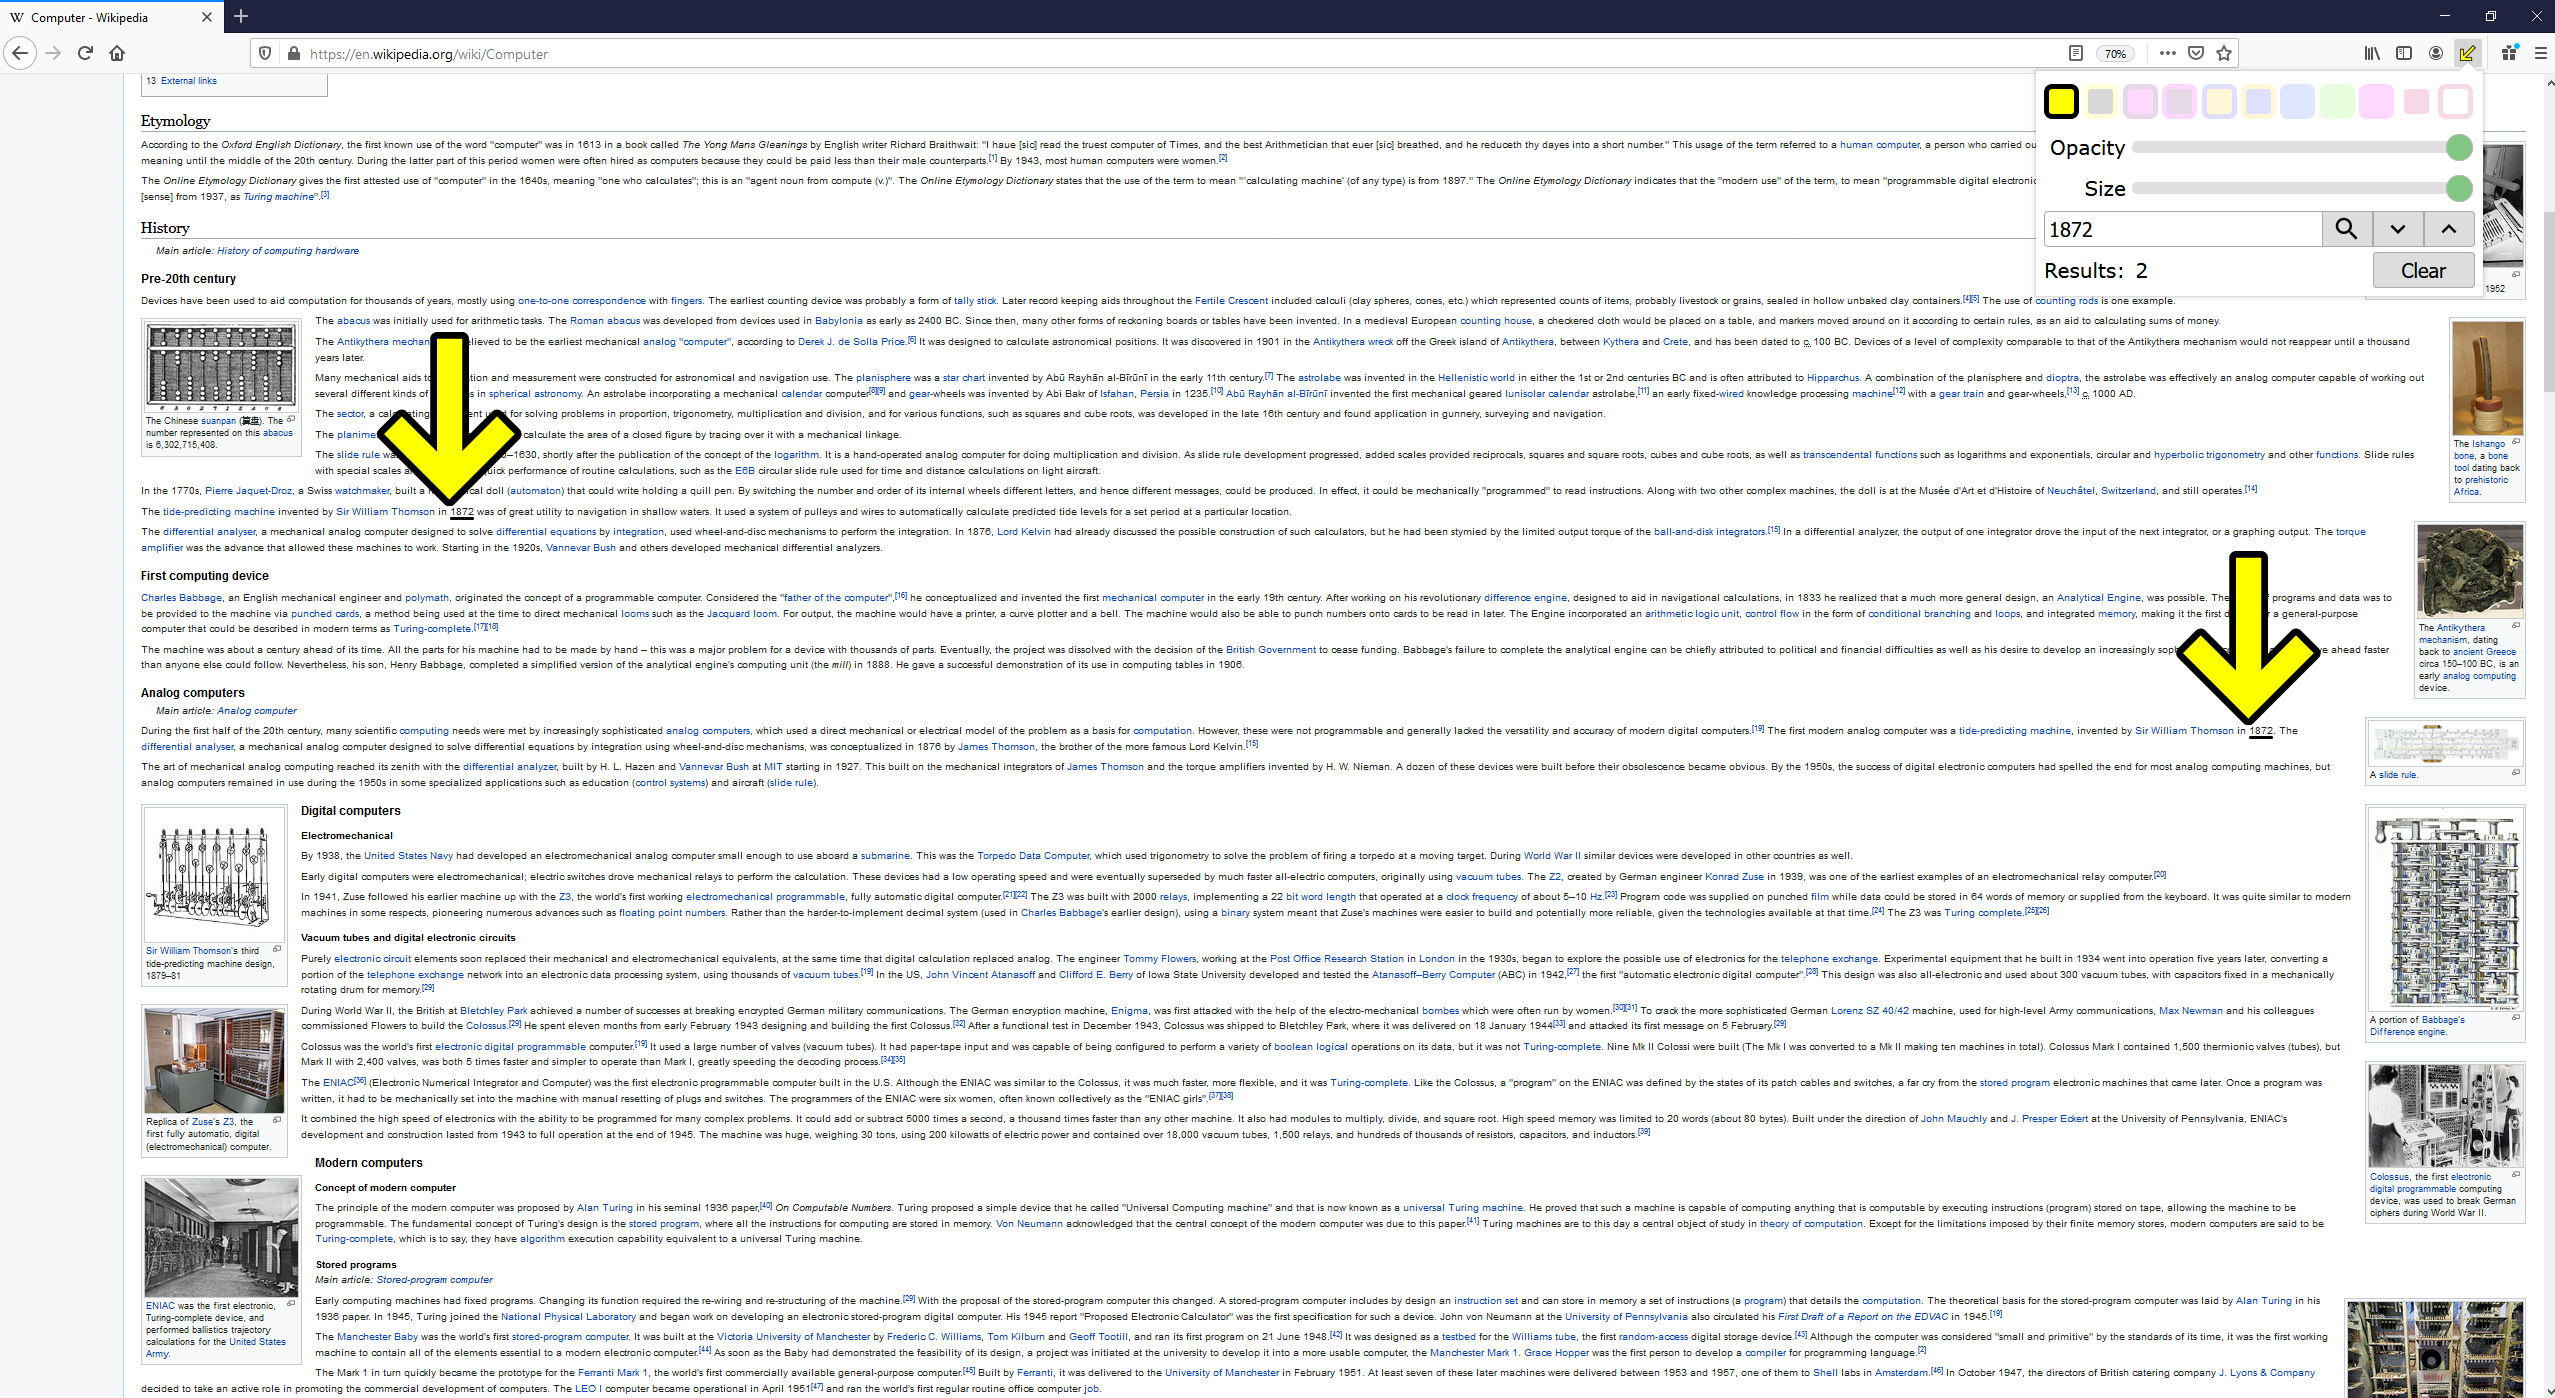 Computer - Wikipedia
https://en.wikipedia.org/wiki/Computer
70%
Opacity
Size
1872
Results: 2
Clear
13 External links
Etymology
According to the Oxford English Dictionary, the first known use of the word "computer" was in 1613 in a book called The Yong Mans Gleanings by English writer Richard Braithwait: "I haue [sic] read the truest computer of Times, and the best Arithmetician that euer [sic] breathed, and he reduceth thy dayes into a short number." This usage of the term referred to a human computer, a person who carried ou
meaning until the middle of the 20th century. During the latter part of this period women were often hired as computers because they could be paid less than their male counterparts.[1] By 1943, most human computers were women.[2]
The Online Etymology Dictionary gives the first attested use of "computer" in the 1640s, meaning "one who calculates"; this is an "agent noun from compute (v.)". The Online Etymology Dictionary states that the use of the term to mean "'calculating machine' (of any type) is from 1897." The Online Etymology Dictionary indicates that the "modern use" of the term, to mean "programmable digital electronic
[sense] from 1937, as Turing machine".[3]
History
Main article: History of computing hardware
Pre-20th century
Devices have been used to aid computation for thousands of years, mostly using one-to-one correspondence with fingers. The earliest counting device was probably a form of tally stick. Later record keeping aids throughout the Fertile Crescent included calculi (clay spheres, cones, etc.) which represented counts of items, probably livestock or grains, sealed in hollow unbaked clay containers.[4][5] The use of counting rods is one example.
1952
The abacus was initially used for arithmetic tasks. The Roman abacus was developed from devices used in Babylonia as early as 2400 BC. Since then, many other forms of reckoning boards or tables have been invented. In a medieval European counting house, a checkered cloth would be placed on a table, and markers moved around on it according to certain rules, as an aid to calculating sums of money.
The Antikythera mechan elieved to be the earliest mechanical analog "computer", according to Derek J. de Solla Price.[6] It was designed to calculate astronomical positions. It was discovered in 1901 in the Antikythera wreck off the Greek island of Antikythera, between Kythera and Crete, and has been dated to c. 100 BC. Devices of a level of complexity comparable to that of the Antikythera mechanism would not reappear until a thousand
years later.
Many mechanical aids to tion and measurement were constructed for astronomical and navigation use. The planisphere was a star chart invented by Abū Rayhān al-Bīrūnī in the early 11th century.[7] The astrolabe was invented in the Hellenistic world in either the 1st or 2nd centuries BC and is often attributed to Hipparchus. A combination of the planisphere and dioptra, the astrolabe was effectively an analog computer capable of working out
several different kinds of s in spherical astronomy. An astrolabe incorporating a mechanical calendar computer[8][9] and gear-wheels was invented by Abi Bakr of Isfahan, Persia in 1235.[10] Abū Rayhān al-Bīrūnī invented the first mechanical geared lunisolar calendar astrolabe,[11] an early fixed-wired knowledge processing machine[12] with a gear train and gear-wheels,[13] c. 1000 AD.
The sector, a calculating ent used for solving problems in proportion, trigonometry, multiplication and division, and for various functions, such as squares and cube roots, was developed in the late 16th century and found application in gunnery, surveying and navigation.
The planime calculate the area of a closed figure by tracing over it with a mechanical linkage.
The slide rule wa –1630, shortly after the publication of the concept of the logarithm. It is a hand-operated analog computer for doing multiplication and division. As slide rule development progressed, added scales provided reciprocals, squares and square roots, cubes and cube roots, as well as transcendental functions such as logarithms and exponentials, circular and hyperbolic trigonometry and other functions. Slide rules
with special scales a quick performance of routine calculations, such as the E6B circular slide rule used for time and distance calculations on light aircraft.
In the 1770s, Pierre Jaquet-Droz, a Swiss watchmaker, built a m ical doll (automaton) that could write holding a quill pen. By switching the number and order of its internal wheels different letters, and hence different messages, could be produced. In effect, it could be mechanically "programmed" to read instructions. Along with two other complex machines, the doll is at the Musée d'Art et d'Histoire of Neuchâtel, Switzerland, and still operates.[14]
The tide-predicting machine invented by Sir William Thomson in 1872 was of great utility to navigation in shallow waters. It used a system of pulleys and wires to automatically calculate predicted tide levels for a set period at a particular location.
The differential analyser, a mechanical analog computer designed to solve differential equations by integration, used wheel-and-disc mechanisms to perform the integration. In 1876, Lord Kelvin had already discussed the possible construction of such calculators, but he had been stymied by the limited output torque of the ball-and-disk integrators.[15] In a differential analyzer, the output of one integrator drove the input of the next integrator, or a graphing output. The torque
amplifier was the advance that allowed these machines to work. Starting in the 1920s, Vannevar Bush and others developed mechanical differential analyzers.
The Chinese suanpan (算盘). The
number represented on this abacus
is 6,302,715,408.
The Ishango
bone, a bone
tool dating back
to prehistoric
Africa.
First computing device
Charles Babbage, an English mechanical engineer and polymath, originated the concept of a programmable computer. Considered the "father of the computer",[16] he conceptualized and invented the first mechanical computer in the early 19th century. After working on his revolutionary difference engine, designed to aid in navigational calculations, in 1833 he realized that a much more general design, an Analytical Engine, was possible. The of programs and data was to
be provided to the machine via punched cards, a method being used at the time to direct mechanical looms such as the Jacquard loom. For output, the machine would have a printer, a curve plotter and a bell. The machine would also be able to punch numbers onto cards to be read in later. The Engine incorporated an arithmetic logic unit, control flow in the form of conditional branching and loops, and integrated memory, making it the first d r a general-purpose
computer that could be described in modern terms as Turing-complete.[17][18]
The machine was about a century ahead of its time. All the parts for his machine had to be made by hand – this was a major problem for a device with thousands of parts. Eventually, the project was dissolved with the decision of the British Government to cease funding. Babbage's failure to complete the analytical engine can be chiefly attributed to political and financial difficulties as well as his desire to develop an increasingly soph ve ahead faster
than anyone else could follow. Nevertheless, his son, Henry Babbage, completed a simplified version of the analytical engine's computing unit (the mill) in 1888. He gave a successful demonstration of its use in computing tables in 1906.
The Antikythera
mechanism, dating
back to ancient Greece
circa 150–100 BC, is an
early analog computing
device.
Analog computers
Main article: Analog computer
During the first half of the 20th century, many scientific computing needs were met by increasingly sophisticated analog computers, which used a direct mechanical or electrical model of the problem as a basis for computation. However, these were not programmable and generally lacked the versatility and accuracy of modern digital computers.[19] The first modern analog computer was a tide-predicting machine, invented by Sir William Thomson in 1872. The
differential analyser, a mechanical analog computer designed to solve differential equations by integration using wheel-and-disc mechanisms, was conceptualized in 1876 by James Thomson, the brother of the more famous Lord Kelvin.[15]
The art of mechanical analog computing reached its zenith with the differential analyzer, built by H. L. Hazen and Vannevar Bush at MIT starting in 1927. This built on the mechanical integrators of James Thomson and the torque amplifiers invented by H. W. Nieman. A dozen of these devices were built before their obsolescence became obvious. By the 1950s, the success of digital electronic computers had spelled the end for most analog computing machines, but
analog computers remained in use during the 1950s in some specialized applications such as education (control systems) and aircraft (slide rule).
A slide rule.
Digital computers
Electromechanical
By 1938, the United States Navy had developed an electromechanical analog computer small enough to use aboard a submarine. This was the Torpedo Data Computer, which used trigonometry to solve the problem of firing a torpedo at a moving target. During World War II similar devices were developed in other countries as well.
Early digital computers were electromechanical; electric switches drove mechanical relays to perform the calculation. These devices had a low operating speed and were eventually superseded by much faster all-electric computers, originally using vacuum tubes. The Z2, created by German engineer Konrad Zuse in 1939, was one of the earliest examples of an electromechanical relay computer.[20]
In 1941, Zuse followed his earlier machine up with the Z3, the world's first working electromechanical programmable, fully automatic digital computer.[21][22] The Z3 was built with 2000 relays, implementing a 22 bit word length that operated at a clock frequency of about 5–10 Hz.[23] Program code was supplied on punched film while data could be stored in 64 words of memory or supplied from the keyboard. It was quite similar to modern
machines in some respects, pioneering numerous advances such as floating point numbers. Rather than the harder-to-implement decimal system (used in Charles Babbage's earlier design), using a binary system meant that Zuse's machines were easier to build and potentially more reliable, given the technologies available at that time.[24] The Z3 was Turing complete.[25][26]
Sir William Thomson's third
tide-predicting machine design,
1879–81
Vacuum tubes and digital electronic circuits
Purely electronic circuit elements soon replaced their mechanical and electromechanical equivalents, at the same time that digital calculation replaced analog. The engineer Tommy Flowers, working at the Post Office Research Station in London in the 1930s, began to explore the possible use of electronics for the telephone exchange. Experimental equipment that he built in 1934 went into operation five years later, converting a
portion of the telephone exchange network into an electronic data processing system, using thousands of vacuum tubes.[19] In the US, John Vincent Atanasoff and Clifford E. Berry of Iowa State University developed and tested the Atanasoff–Berry Computer (ABC) in 1942,[27] the first "automatic electronic digital computer".[28] This design was also all-electronic and used about 300 vacuum tubes, with capacitors fixed in a mechanically
rotating drum for memory.[29]
During World War II, the British at Bletchley Park achieved a number of successes at breaking encrypted German military communications. The German encryption machine, Enigma, was first attacked with the help of the electro-mechanical bombes which were often run by women.[30][31] To crack the more sophisticated German Lorenz SZ 40/42 machine, used for high-level Army communications, Max Newman and his colleagues
commissioned Flowers to build the Colossus.[29] He spent eleven months from early February 1943 designing and building the first Colossus.[32] After a functional test in December 1943, Colossus was shipped to Bletchley Park, where it was delivered on 18 January 1944[33] and attacked its first message on 5 February.[29]
Colossus was the world's first electronic digital programmable computer.[19] It used a large number of valves (vacuum tubes). It had paper-tape input and was capable of being configured to perform a variety of boolean logical operations on its data, but it was not Turing-complete. Nine Mk II Colossi were built (The Mk I was converted to a Mk II making ten machines in total). Colossus Mark I contained 1,500 thermionic valves (tubes), but
Mark II with 2,400 valves, was both 5 times faster and simpler to operate than Mark I, greatly speeding the decoding process.[34][35]
The ENIAC[36] (Electronic Numerical Integrator and Computer) was the first electronic programmable computer built in the U.S. Although the ENIAC was similar to the Colossus, it was much faster, more flexible, and it was Turing-complete. Like the Colossus, a "program" on the ENIAC was defined by the states of its patch cables and switches, a far cry from the stored program electronic machines that came later. Once a program was
written, it had to be mechanically set into the machine with manual resetting of plugs and switches. The programmers of the ENIAC were six women, often known collectively as the "ENIAC girls".[37][38]
It combined the high speed of electronics with the ability to be programmed for many complex problems. It could add or subtract 5000 times a second, a thousand times faster than any other machine. It also had modules to multiply, divide, and square root. High speed memory was limited to 20 words (about 80 bytes). Built under the direction of John Mauchly and J. Presper Eckert at the University of Pennsylvania, ENIAC's
development and construction lasted from 1943 to full operation at the end of 1945. The machine was huge, weighing 30 tons, using 200 kilowatts of electric power and contained over 18,000 vacuum tubes, 1,500 relays, and hundreds of thousands of resistors, capacitors, and inductors.[39]
A portion of Babbage's
Difference engine.
Replica of Zuse's Z3, the
first fully automatic, digital
(electromechanical) computer.
Colossus, the first electronic
digital programmable computing
device, was used to break German
ciphers during World War II.
Modern computers
Concept of modern computer
The principle of the modern computer was proposed by Alan Turing in his seminal 1936 paper,[40] On Computable Numbers. Turing proposed a simple device that he called "Universal Computing machine" and that is now known as a universal Turing machine. He proved that such a machine is capable of computing anything that is computable by executing instructions (program) stored on tape, allowing the machine to be
programmable. The fundamental concept of Turing's design is the stored program, where all the instructions for computing are stored in memory. Von Neumann acknowledged that the central concept of the modern computer was due to this paper.[41] Turing machines are to this day a central object of study in theory of computation. Except for the limitations imposed by their finite memory stores, modern computers are said to be
Turing-complete, which is to say, they have algorithm execution capability equivalent to a universal Turing machine.
ENIAC was the first electronic,
Turing-complete device, and
performed ballistics trajectory
calculations for the United States
Army.
Stored programs
Main article: Stored-program computer
Early computing machines had fixed programs. Changing its function required the re-wiring and re-structuring of the machine.[29] With the proposal of the stored-program computer this changed. A stored-program computer includes by design an instruction set and can store in memory a set of instructions (a program) that details the computation. The theoretical basis for the stored-program computer was laid by Alan Turing in his
1936 paper. In 1945, Turing joined the National Physical Laboratory and began work on developing an electronic stored-program digital computer. His 1945 report "Proposed Electronic Calculator" was the first specification for such a device. John von Neumann at the University of Pennsylvania also circulated his First Draft of a Report on the EDVAC in 1945.[19]
The Manchester Baby was the world's first stored-program computer. It was built at the Victoria University of Manchester by Frederic C. Williams, Tom Kilburn and Geoff Tootill, and ran its first program on 21 June 1948.[42] It was designed as a testbed for the Williams tube, the first random-access digital storage device.[43] Although the computer was considered "small and primitive" by the standards of its time, it was the first working
machine to contain all of the elements essential to a modern electronic computer.[44] As soon as the Baby had demonstrated the feasibility of its design, a project was initiated at the university to develop it into a more usable computer, the Manchester Mark 1. Grace Hopper was the first person to develop a compiler for programming language.[2]
The Mark 1 in turn quickly became the prototype for the Ferranti Mark 1, the world's first commercially available general-purpose computer.[45] Built by Ferranti, it was delivered to the University of Manchester in February 1951. At least seven of these later machines were delivered between 1953 and 1957, one of them to Shell labs in Amsterdam.[46] In October 1947, the directors of British catering company J. Lyons & Company
decided to take an active role in promoting the commercial development of computers. The LEO I computer became operational in April 1951[47] and ran the world's first regular routine office computer job.